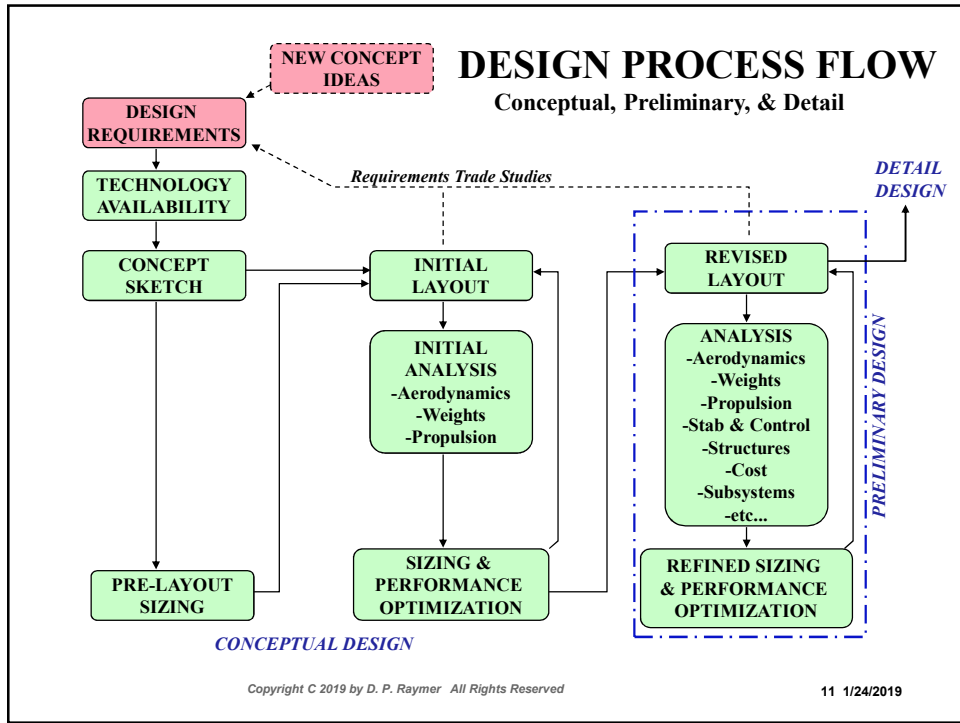 DESIGN PROCESS FLOW
Conceptual, Preliminary, & Detail
NEW CONCEPT
IDEAS
DESIGN
REQUIREMENTS
Requirements Trade Studies
DETAIL
DESIGN
TECHNOLOGY
AVAILABILITY
CONCEPT
SKETCH
INITIAL
LAYOUT
REVISED
LAYOUT
INITIAL
ANALYSIS
-Aerodynamics
-Weights
-Propulsion
ANALYSIS
-Aerodynamics
-Weights
-Propulsion
-Stab & Control
-Structures
-Cost
-Subsystems
-etc...
PRELIMINARY DESIGN
PRE-LAYOUT
SIZING
SIZING &
PERFORMANCE
OPTIMIZATION
REFINED SIZING
& PERFORMANCE
OPTIMIZATION
CONCEPTUAL DESIGN
Copyright C 2019 by D. P. Raymer All Rights Reserved
11 1/24/2019